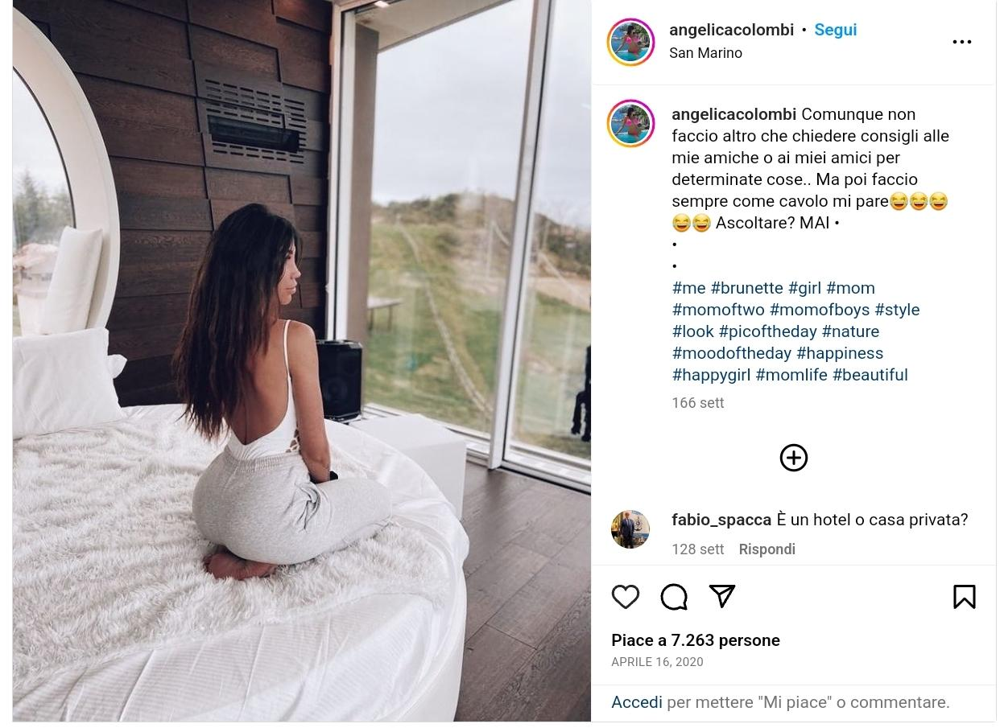 angelicacolombi • Segui
San Marino
angelicacolombi Comunque non
faccio altro che chiedere consigli alle
mie amiche o ai miei amici per
determinate cose.. Ma poi faccio
sempre come cavolo mi pare😂😂😂
😂😂 Ascoltare? MAI •
•
•
#me #brunette #girl #mom
#momoftwo #momofboys #style
#look #picoftheday #nature
#moodoftheday #happiness
#happygirl #momlife #beautiful
166 sett
fabio_spacca È un hotel o casa privata?
128 sett Rispondi
Piace a 7.263 persone
APRILE 16, 2020
Accedi per mettere "Mi piace" o commentare.